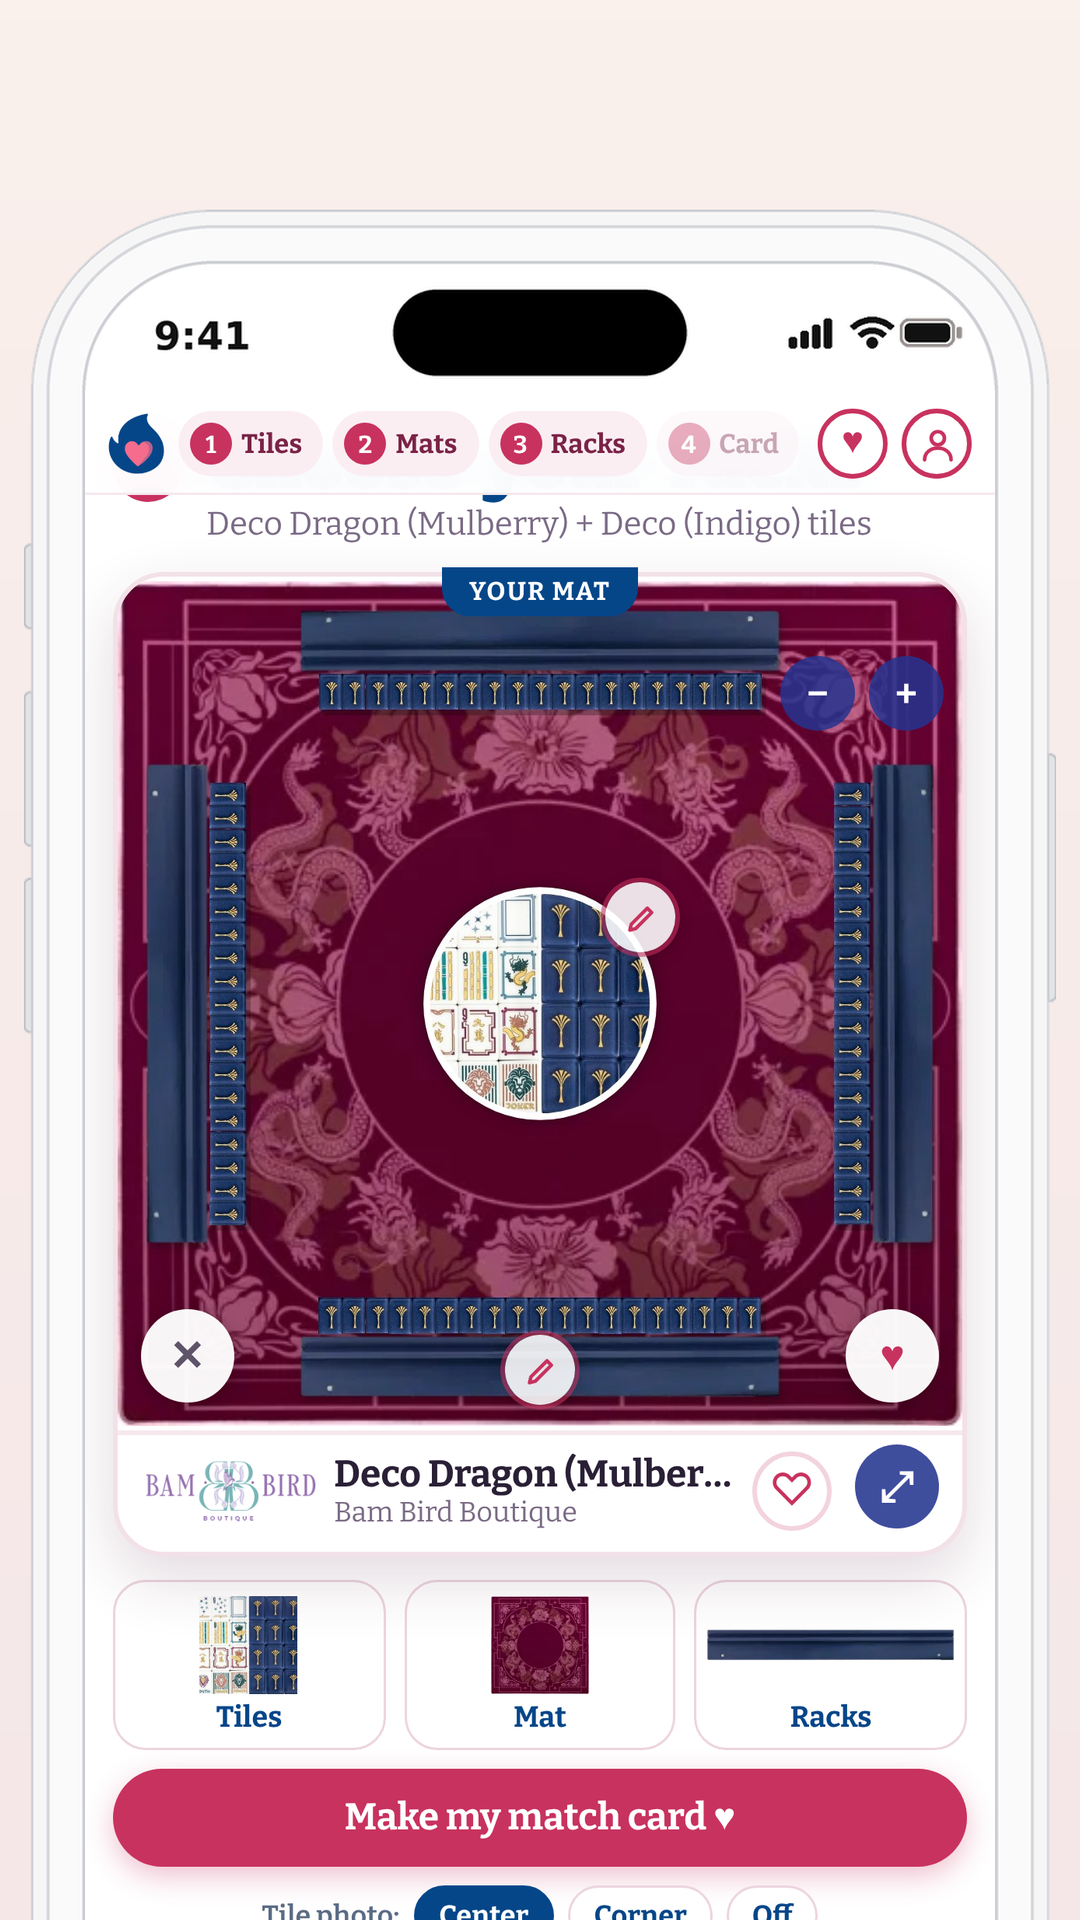 9:41
1 Tiles
2 Mats
3 Racks
4 Card
Deco Dragon (Mulberry) + Deco (Indigo) tiles
YOUR MAT
− +
JOKER
BAM BIRD
BOUTIQUE
Deco Dragon (Mulber...
Bam Bird Boutique
Tiles
Mat
Racks
Make my match card ♥
Tile photo: Center Corner Off